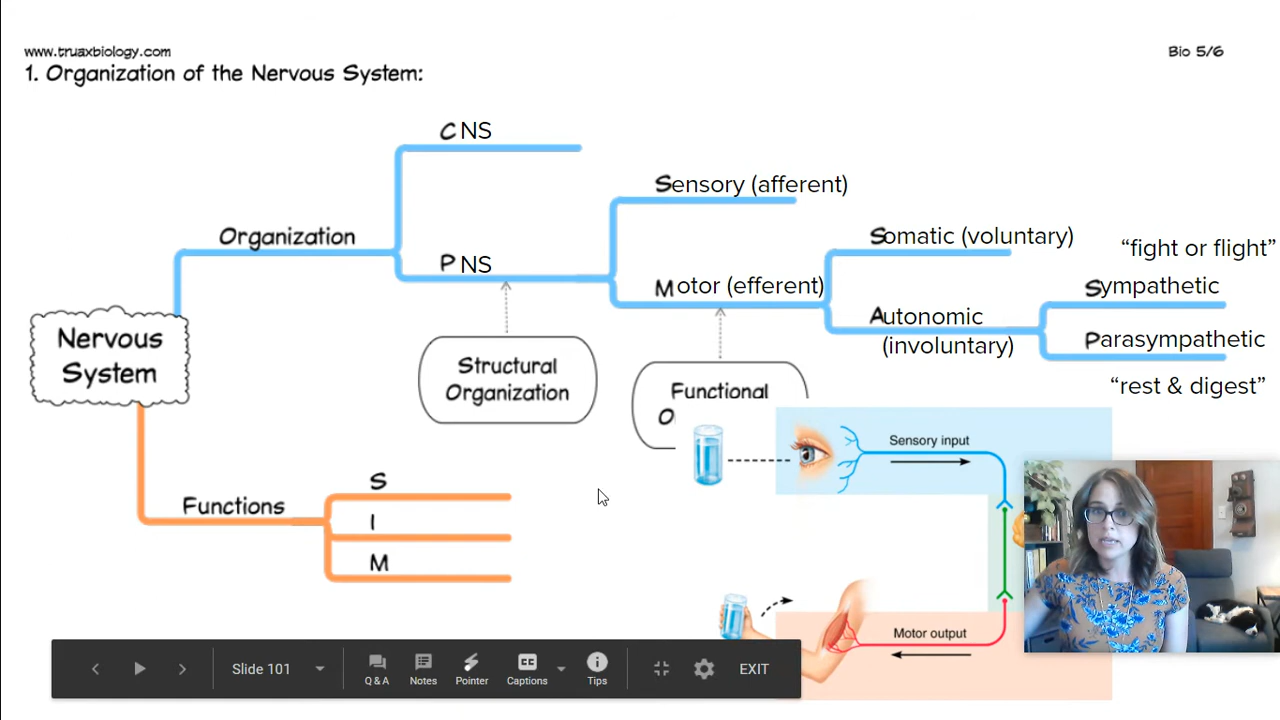 www.truaxbiology.com
Bio 5/6
1. Organization of the Nervous System:
CNS
Sensory (afferent)
Organization
Somatic (voluntary)
“fight or flight”
PNS
Motor (efferent)
Sympathetic
Autonomic
(involuntary)
Parasympathetic
Nervous
System
Structural
Organization
Functional
O
“rest & digest”
Sensory input
S
Functions
I
M
Motor output
Slide 101
Q & A
Notes
Pointer
CC
Captions
Tips
EXIT